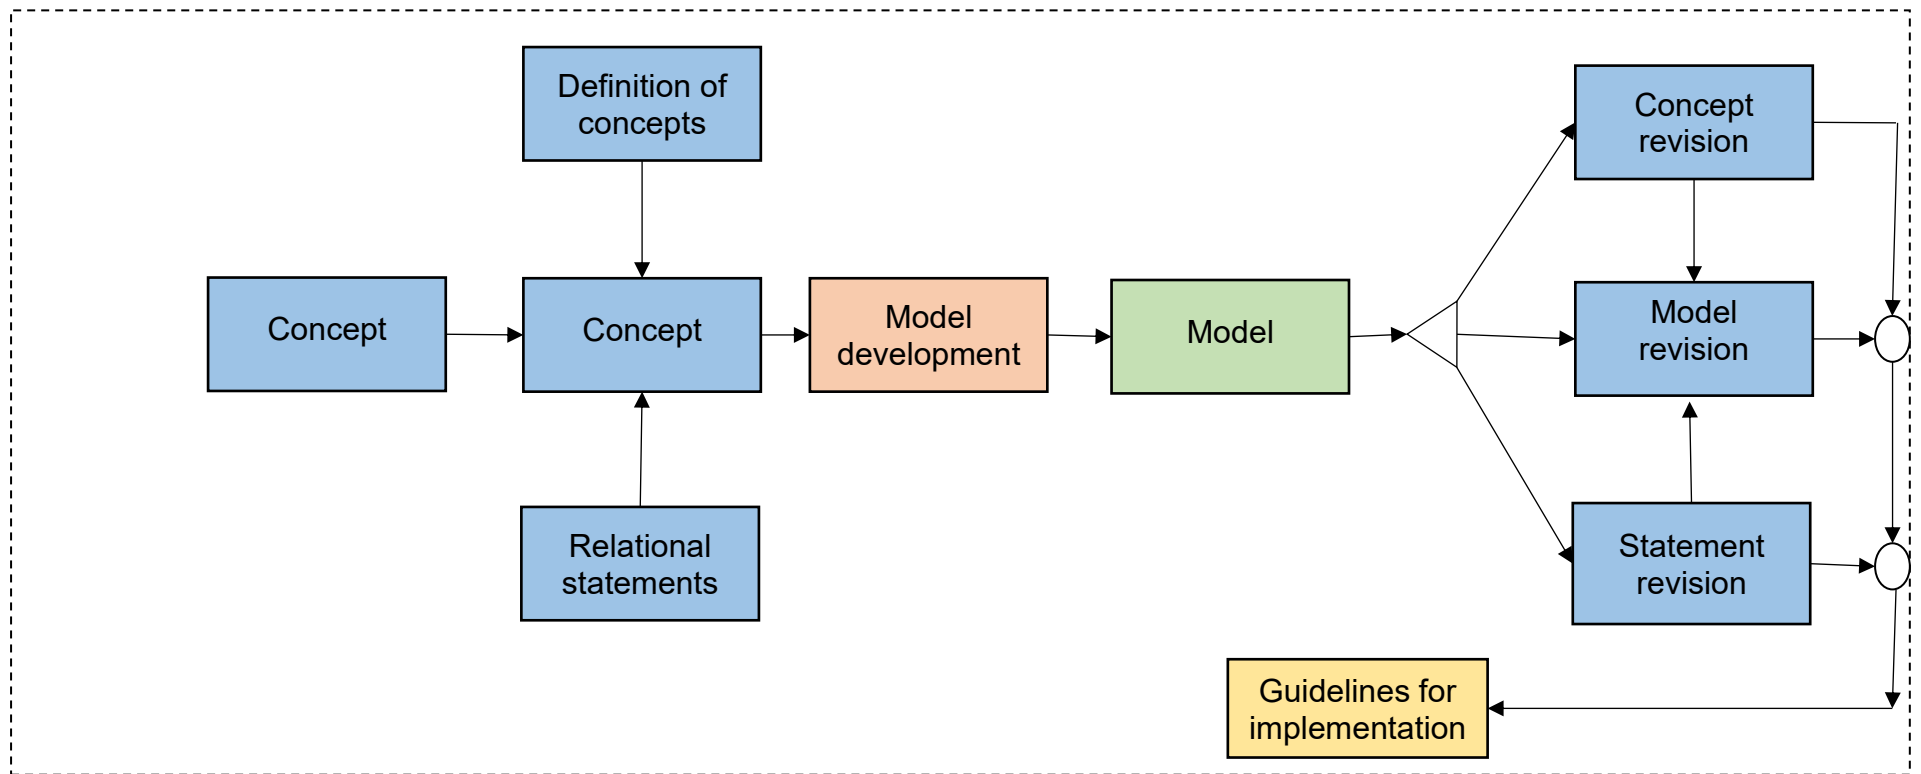 Definition of
concepts
Concept
revision
Concept
Concept
Model
development
Model
Model
revision
Relational
statements
Statement
revision
Guidelines for
implementation